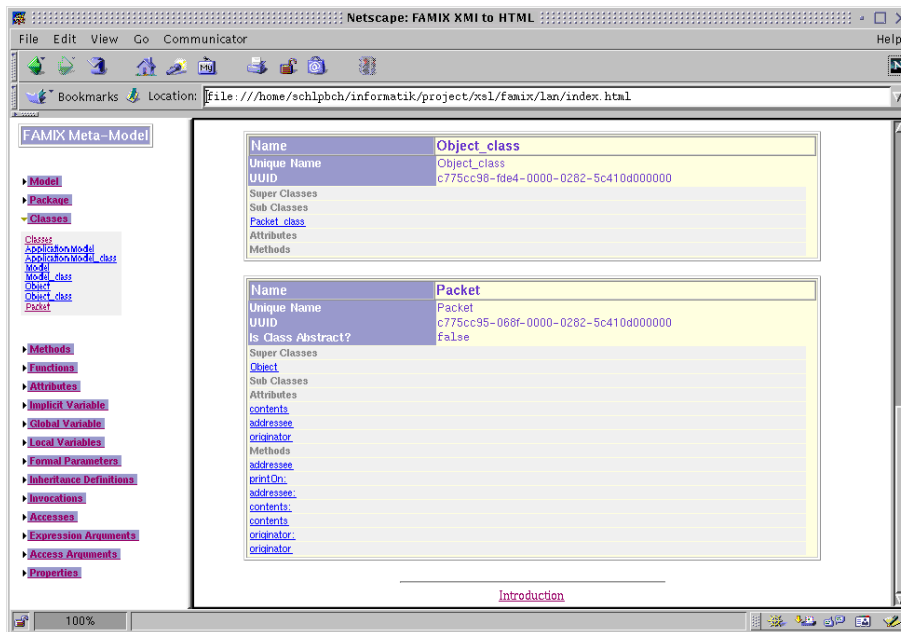 Netscape: FAMIX XMI to HTML
File Edit View Go Communicator Help
Bookmarks Location: file:///home/schlpbch/informatik/project/xsl/famix/lan/index.html
FAMIX Meta-Model
Model
Package
Classes
Classes
ApplicationModel
ApplicationModel_class
Model
Model_class
Object
Object_class
Packet
Methods
Functions
Attributes
Implicit Variable
Global Variable
Local Variables
Formal Parameters
Inheritance Definitions
Invocations
Accesses
Expression Arguments
Access Arguments
Properties
Name Object_class
Unique Name Object_class
UUID c775cc98-fde4-0000-0282-5c410d000000
Super Classes
Sub Classes
Packet_class
Attributes
Methods
Name Packet
Unique Name Packet
UUID c775cc95-068f-0000-0282-5c410d000000
Is Class Abstract? false
Super Classes
Object
Sub Classes
Attributes
contents
addressee
originator
Methods
addressee
printOn:
addressee:
contents:
contents
originator:
originator
Introduction
100%